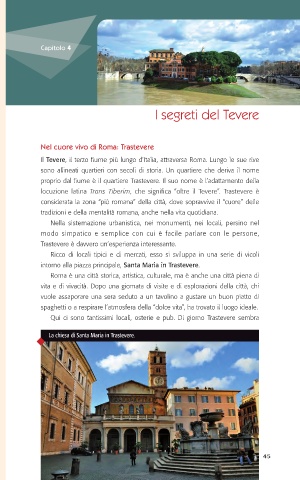 Capitolo 4
I segreti del Tevere
Nel cuore vivo di Roma: Trastevere
Il Tevere, il terzo fiume più lungo d'Italia, attraversa Roma. Lungo le sue rive
sono allineati quartieri con secoli di storia. Un quartiere che deriva il nome
proprio dal fiume è il quartiere Trastevere. Il suo nome è l'adattamento della
locuzione latina Trans Tiberim, che significa "oltre il Tevere". Trastevere è
considerata la zona "più romana" della città, dove sopravvive il "cuore" delle
tradizioni e della mentalità romana, anche nella vita quotidiana.
Nella sistemazione urbanistica, nei monumenti, nei locali, persino nel
modo simpatico e semplice con cui è facile parlare con le persone,
Trastevere è davvero un'esperienza interessante.
Ricco di locali tipici e di mercati, esso si sviluppa in una serie di vicoli
intorno alla piazza principale, Santa Maria in Trastevere.
Roma è una città storica, artistica, culturale, ma è anche una città piena di
vita e di vivacità. Dopo una giornata di visite e di esplorazioni della città, chi
vuole assaporare una sera seduto a un tavolino a gustare un buon piatto di
spaghetti o a respirare l'atmosfera della "dolce vita", ha trovato il luogo ideale.
Qui ci sono tantissimi locali, osterie e pub. Di giorno Trastevere sembra
La chiesa di Santa Maria in Trastevere.
45